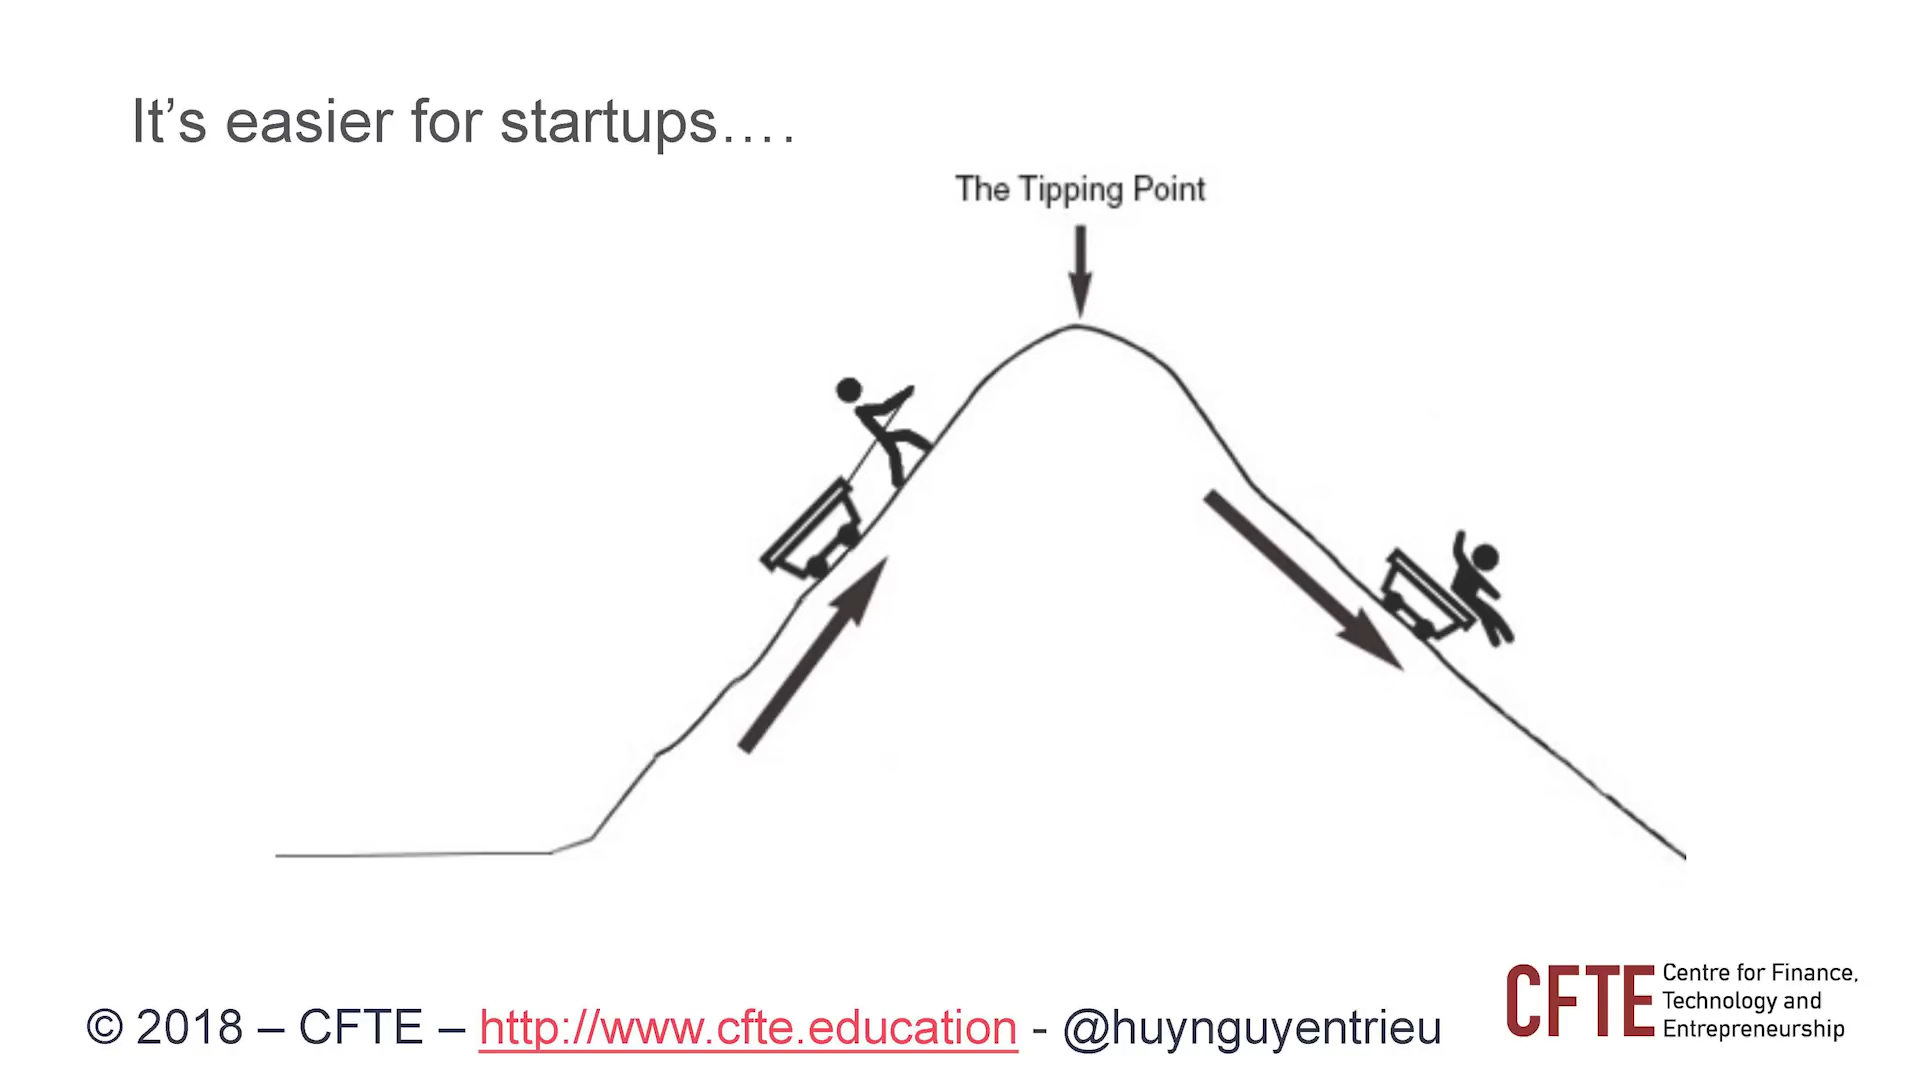 It’s easier for startups….
The Tipping Point
© 2018 – CFTE – http://www.cfte.education - @huynguyentrieu
CFTE
Centre for Finance,
Technology and
Entrepreneurship